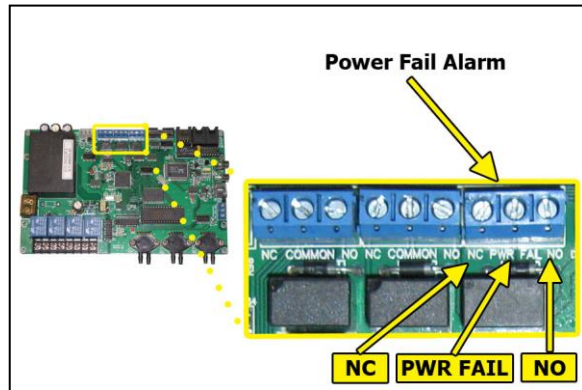 Power Fail Alarm
NC COMMON NO NC COMMON NO NC PWR FAIL NO
NC PWR FAIL NO